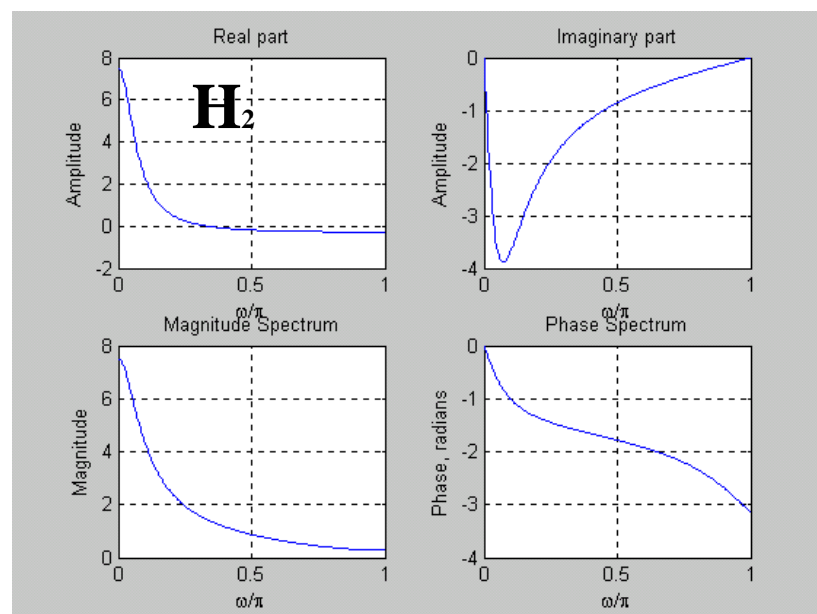 Real part
Imaginary part
H₂
Amplitude
8
6
4
2
0
-2
0
0.5
1
ω/π
Amplitude
0
-1
-2
-3
-4
0
0.5
1
ω/π
Magnitude Spectrum
Phase Spectrum
Magnitude
8
6
4
2
0
0
0.5
1
ω/π
Phase, radians
0
-1
-2
-3
-4
0
0.5
1
ω/π